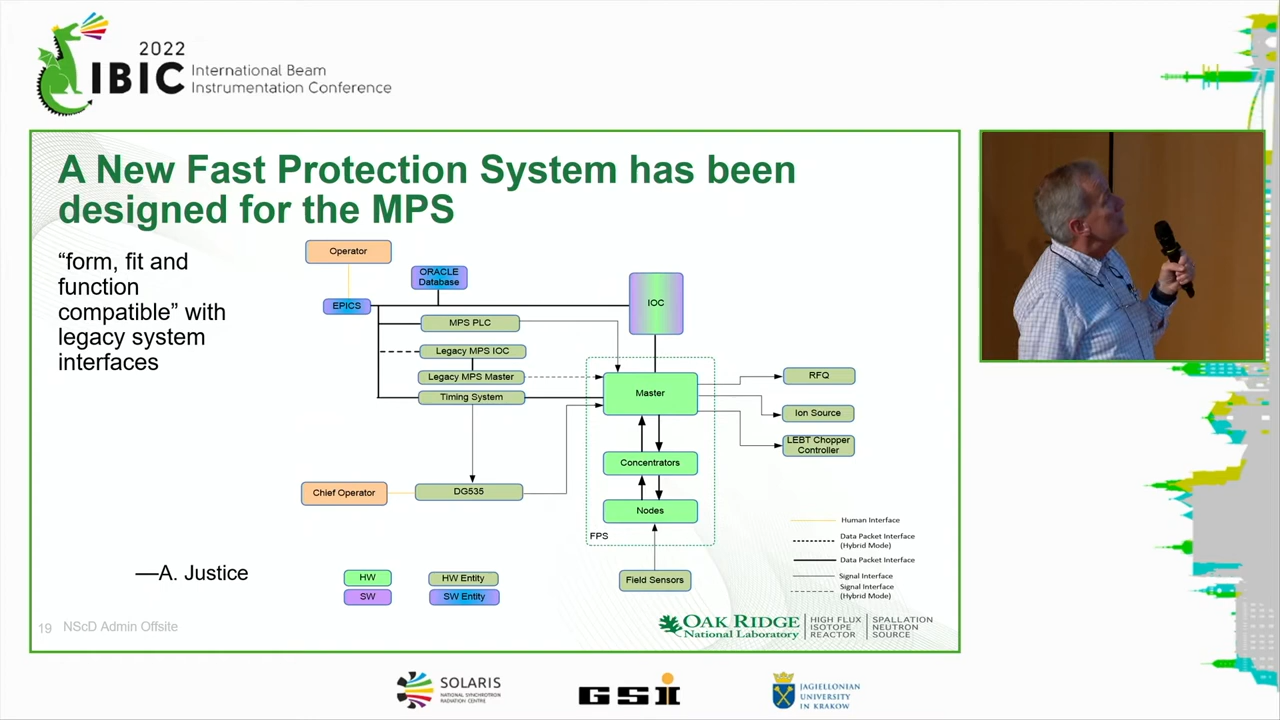 2022
IBIC
International Beam
Instrumentation Conference
A New Fast Protection System has been
designed for the MPS
“form, fit and
function
compatible” with
legacy system
interfaces
—A. Justice
Operator
ORACLE
Database
EPICS
IOC
MPS PLC
Legacy MPS IOC
Legacy MPS Master
Timing System
Master
RFQ
Ion Source
LEBT Chopper
Controller
Concentrators
Chief Operator
DG535
Nodes
FPS
Field Sensors
Human Interface
Data Packet Interface
(Hybrid Mode)
Data Packet Interface
Signal Interface
Signal Interface
(Hybrid Mode)
HW
HW Entity
SW
SW Entity
19 NScD Admin Offsite
OAK RIDGE
National Laboratory
HIGH FLUX
ISOTOPE
REACTOR
SPALLATION
NEUTRON
SOURCE
SOLARIS
NATIONAL SYNCHROTRON
RADIATION CENTRE
GSI
JAGIELLONIAN
UNIVERSITY
IN KRAKOW